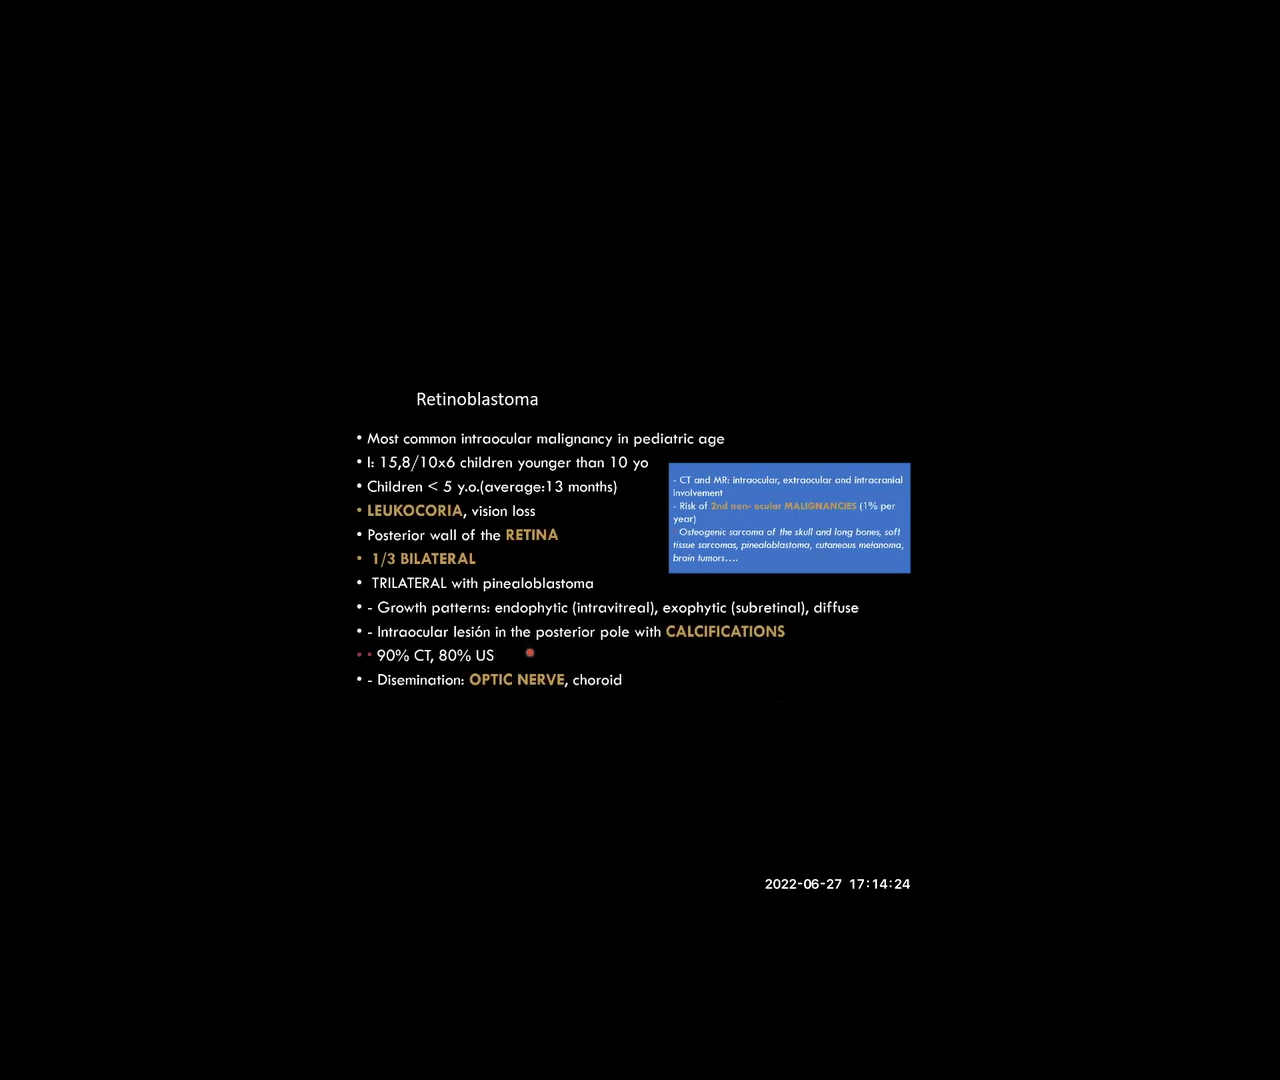 Retinoblastoma
• Most common intraocular malignancy in pediatric age
• I: 15,8/10x6 children younger than 10 yo
• Children < 5 y.o.(average:13 months)
• LEUKOCORIA, vision loss
• Posterior wall of the RETINA
• 1/3 BILATERAL
• TRILATERAL with pinealoblastoma
• - Growth patterns: endophytic (intravitreal), exophytic (subretinal), diffuse
• - Intraocular lesión in the posterior pole with CALCIFICATIONS
• • 90% CT, 80% US
• - Disemination: OPTIC NERVE, choroid
- CT and MR: intraocular, extraocular and intracranial
involvement
- Risk of 2nd non- ocular MALIGNANCIES (1% per
year)
Osteogenic sarcoma of the skull and long bones, soft
tissue sarcomas, pinealoblastoma, cutaneous melanoma,
brain tumors....
2022-06-27 17:14:24